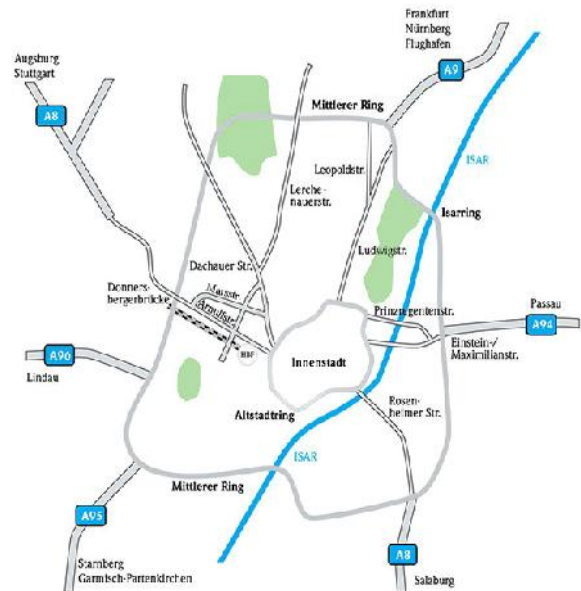 Frankfurt
Nürnberg
Flughafen
Augsburg
Stuttgart
A9
A8
Mittlerer Ring
ISAR
Leopoldstr.
Lerche-
nauerstr.
Isarring
Ludwigstr.
Dachauer Str.
Donners-
bergerbrücke
Marsstr.
Arnulfstr.
Prinzregentenstr.
Passau
A94
Einstein-/
Maximilianstr.
HBF
Innenstadt
A96
Lindau
Rosen-
heimer Str.
Altstadtring
ISAR
Mittlerer Ring
A95
A8
Starnberg
Garmisch-Partenkirchen
Salzburg